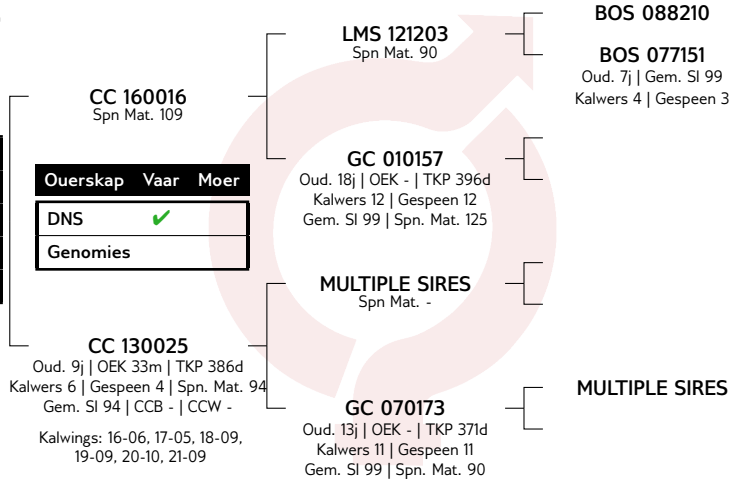 BOS 088210
LMS 121203
Spn Mat. 90
BOS 077151
Oud. 7j | Gem. SI 99
Kalwers 4 | Gespeen 3
CC 160016
Spn Mat. 109
GC 010157
Oud. 18j | OEK - | TKP 396d
Kalwers 12 | Gespeen 12
Gem. SI 99 | Spn. Mat. 125
Ouerskap Vaar Moer
DNS ✔
Genomies
MULTIPLE SIRES
Spn Mat. -
CC 130025
Oud. 9j | OEK 33m | TKP 386d
Kalwers 6 | Gespeen 4 | Spn. Mat. 94
Gem. SI 94 | CCB - | CCW -
Kalwings: 16-06, 17-05, 18-09,
19-09, 20-10, 21-09
MULTIPLE SIRES
GC 070173
Oud. 13j | OEK - | TKP 371d
Kalwers 11 | Gespeen 11
Gem. SI 99 | Spn. Mat. 90